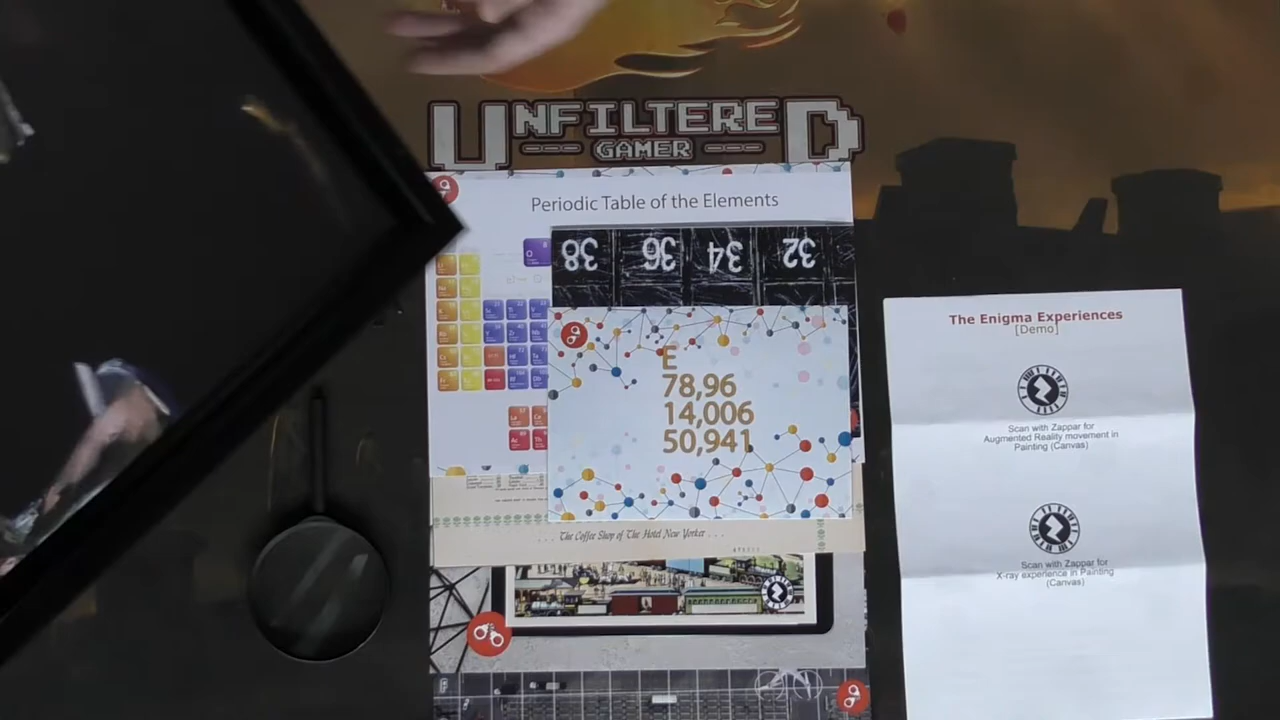 UNFILTERED
GAMER
Periodic Table of the Elements
38 36 34 32
E
78,96
14,006
50,941
The Enigma Experiences
[Demo]
Scan with Zappar for
Augmented Reality movement in
Painting (Canvas)
Scan with Zappar for
X-ray experience in Painting
(Canvas)
... The Coffee Shop of The Hotel New Yorker ...